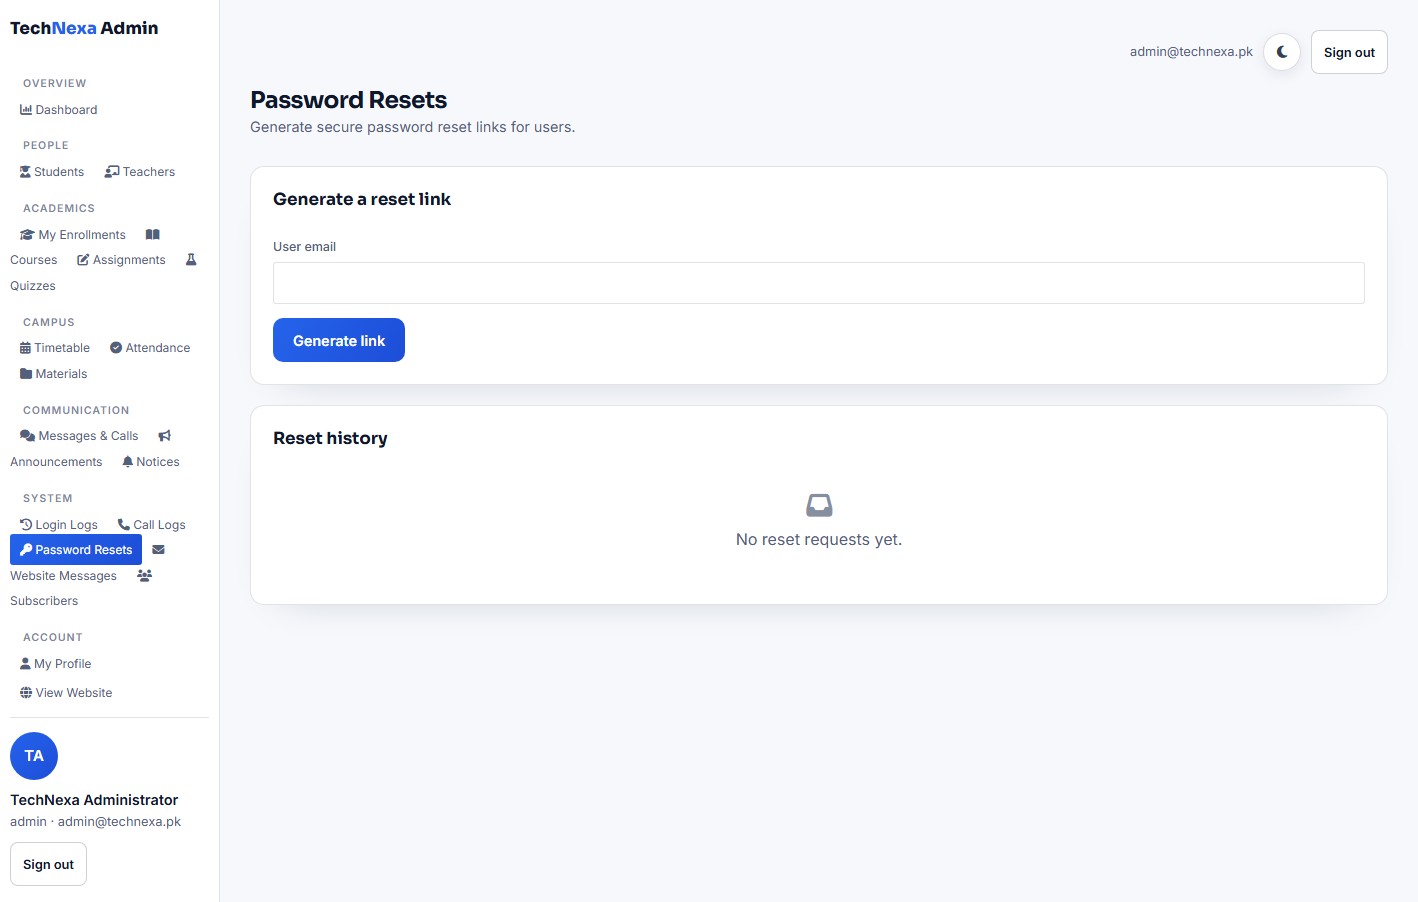 TechNexa Admin
OVERVIEW
Dashboard
PEOPLE
Students Teachers
ACADEMICS
My Enrollments
Courses Assignments
Quizzes
CAMPUS
Timetable Attendance
Materials
COMMUNICATION
Messages & Calls
Announcements Notices
SYSTEM
Login Logs Call Logs
Password Resets
Website Messages
Subscribers
ACCOUNT
My Profile
View Website
TA
TechNexa Administrator
admin · admin@technexa.pk
Sign out
admin@technexa.pk Sign out
Password Resets
Generate secure password reset links for users.
Generate a reset link
User email
Generate link
Reset history
No reset requests yet.